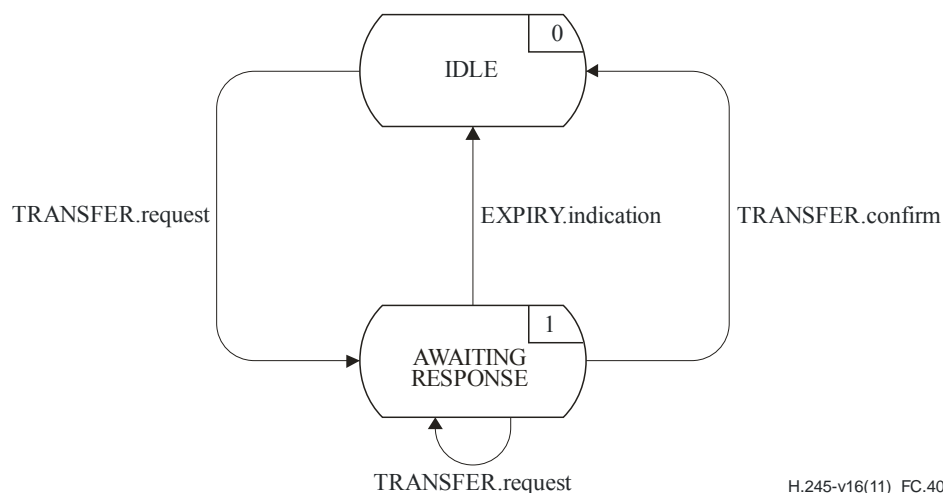 0
IDLE
TRANSFER.request
EXPIRY.indication
TRANSFER.confirm
1
AWAITING
RESPONSE
TRANSFER.request
H.245-v16(11)_FC.40